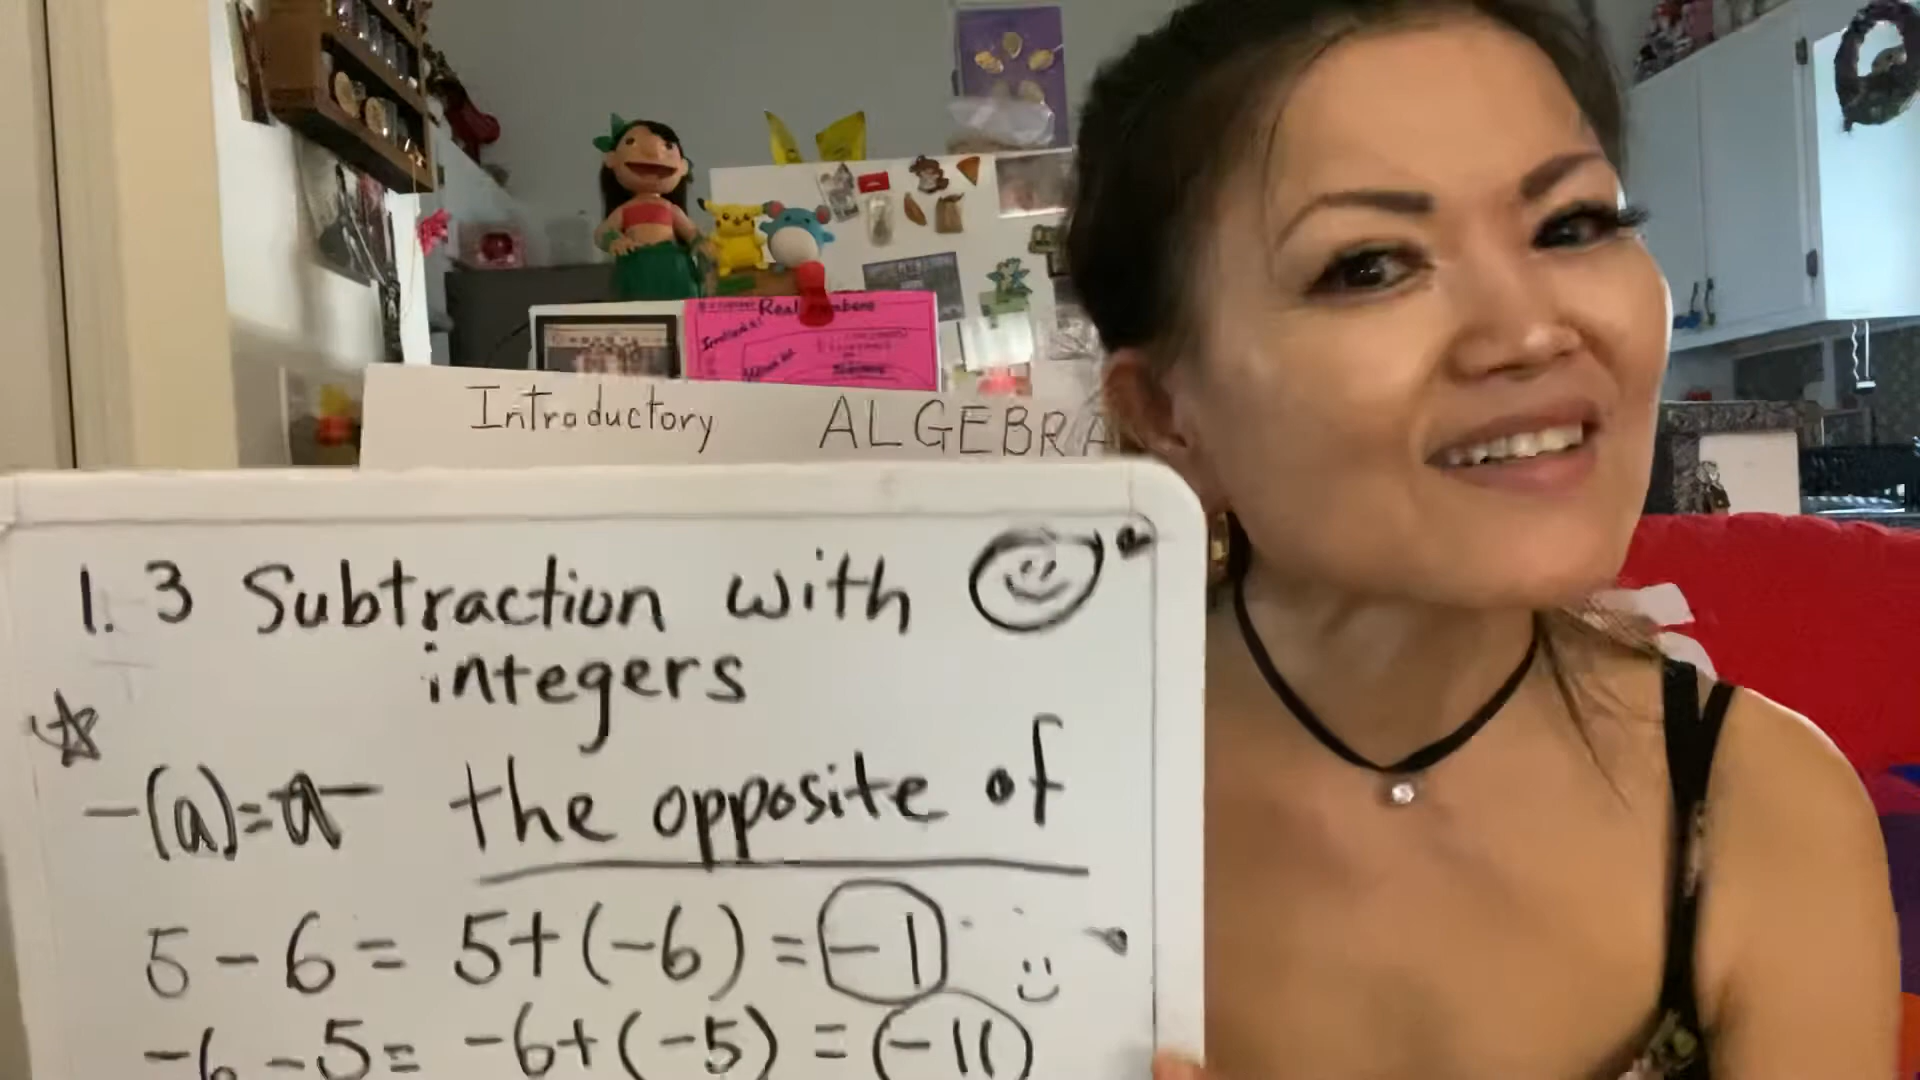 Real
Introductory ALGEBRA
1.3 Subtraction with
integers
-(a)=a- the opposite of
5-6= 5+(-6)=-1
-6-5= -6+(-5)=-11